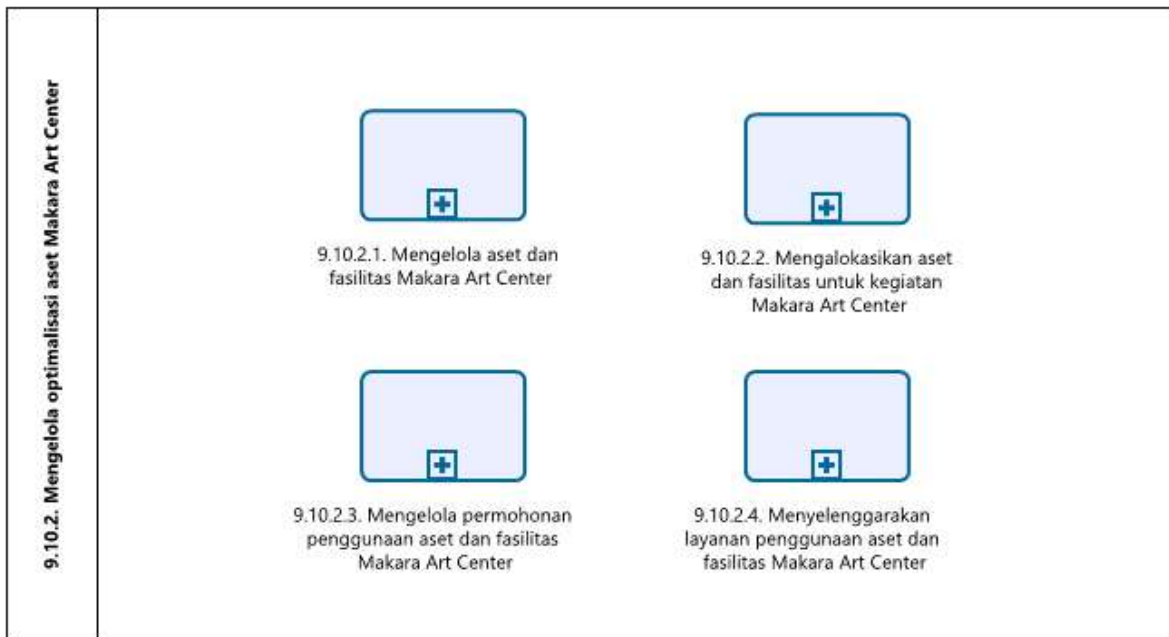 9.10.2. Mengelola optimalisasi aset Makara Art Center
9.10.2.1. Mengelola aset dan
fasilitas Makara Art Center
9.10.2.2. Mengalokasikan aset
dan fasilitas untuk kegiatan
Makara Art Center
9.10.2.3. Mengelola permohonan
penggunaan aset dan fasilitas
Makara Art Center
9.10.2.4. Menyelenggarakan
layanan penggunaan aset dan
fasilitas Makara Art Center